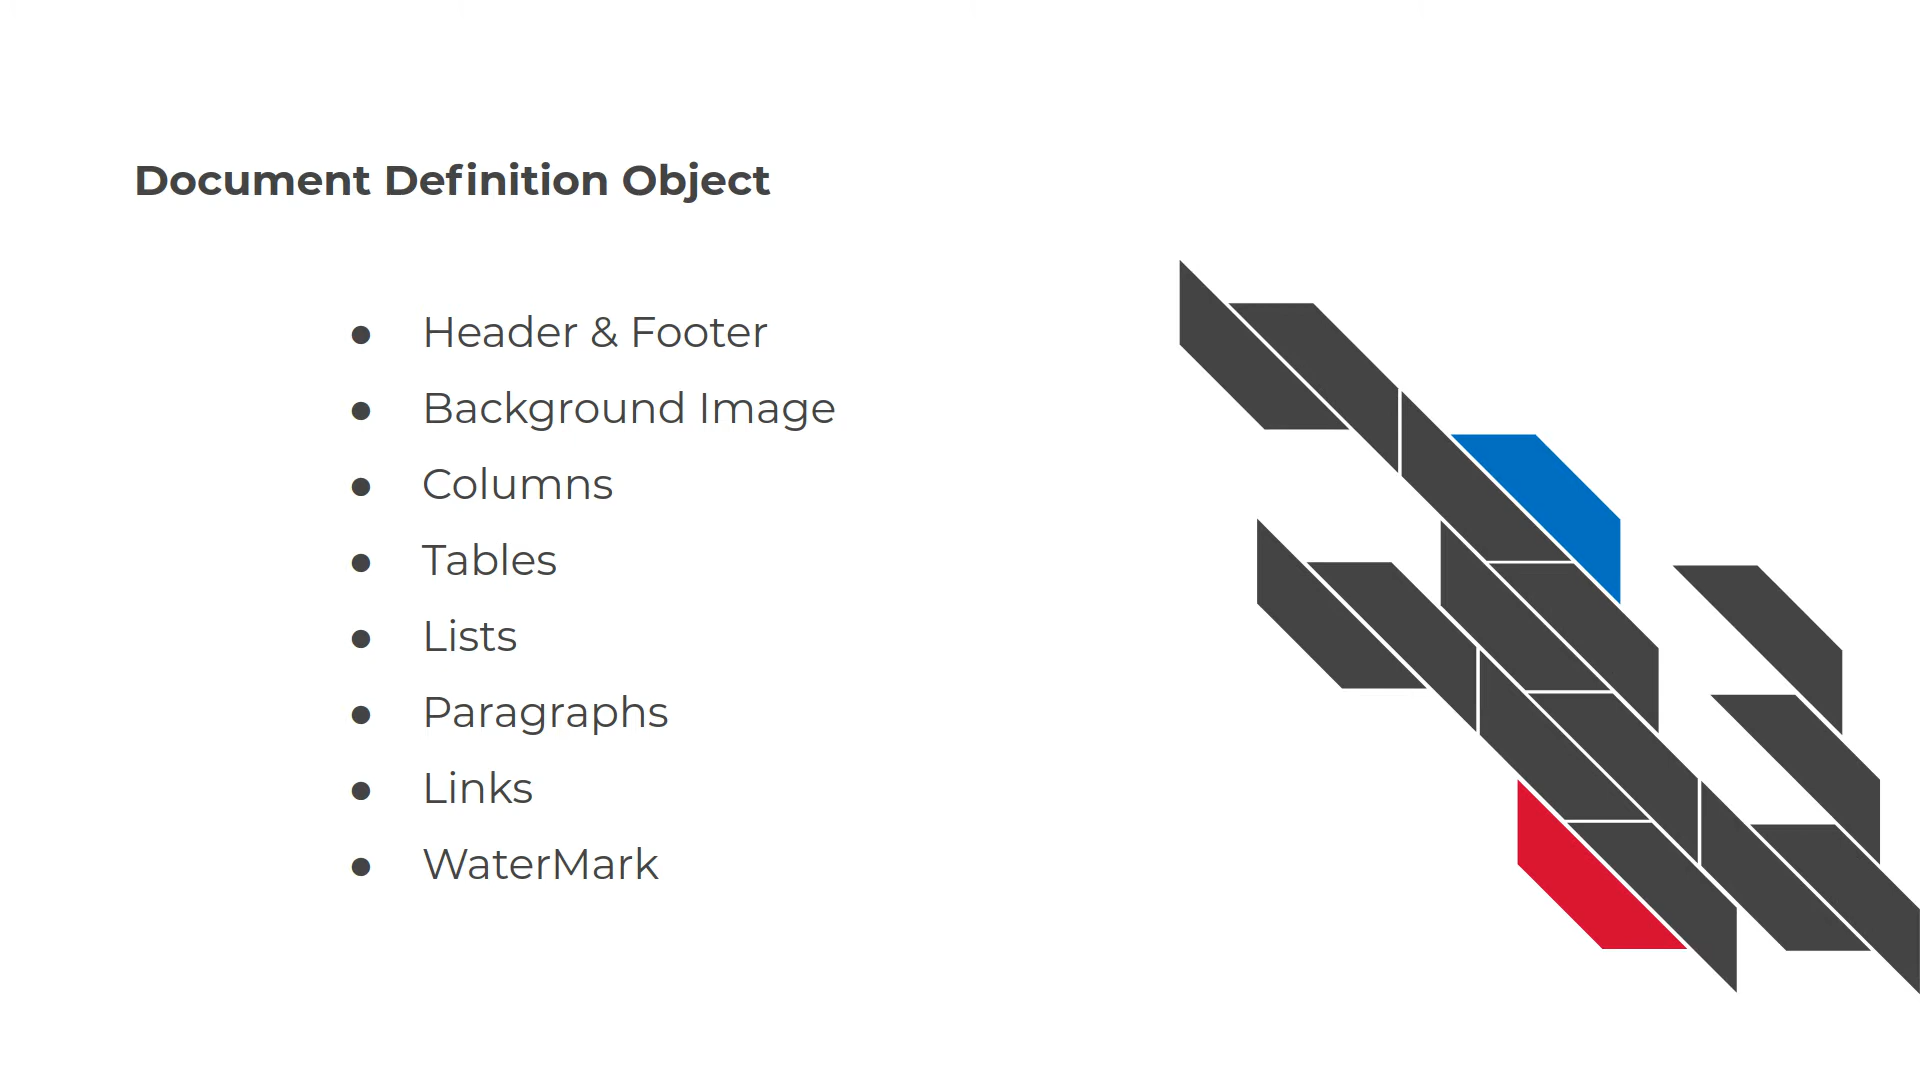 Document Definition Object
● Header & Footer
● Background Image
● Columns
● Tables
● Lists
● Paragraphs
● Links
● WaterMark